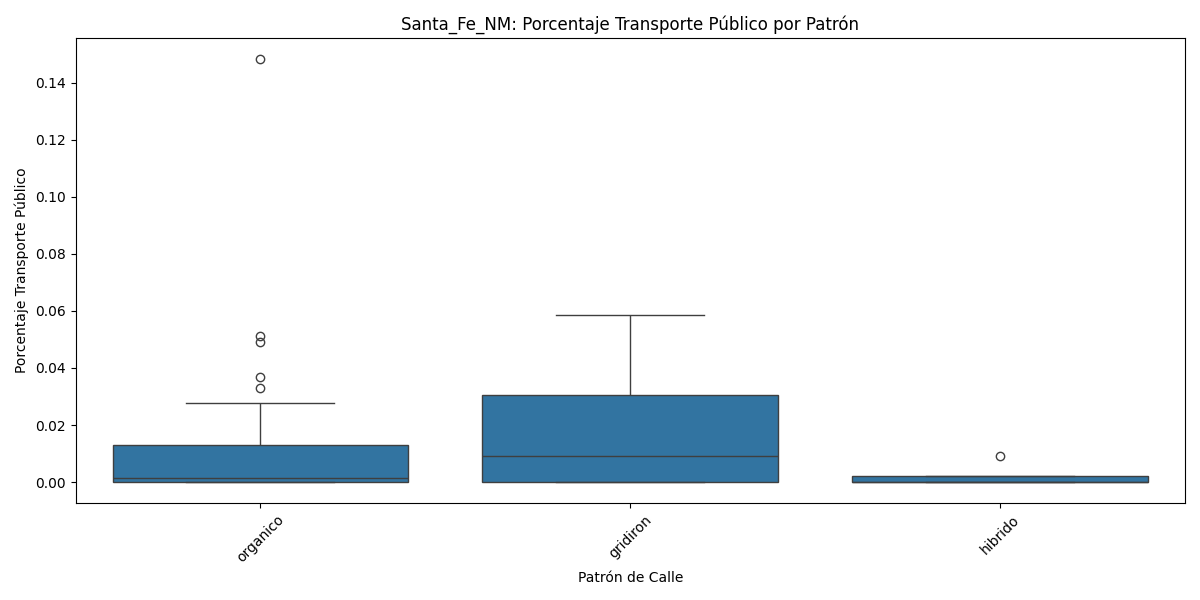 Santa_Fe_NM: Porcentaje Transporte Público por Patrón
Porcentaje Transporte Público
0.14
0.12
0.10
0.08
0.06
0.04
0.02
0.00
organico
gridiron
hibrido
Patrón de Calle